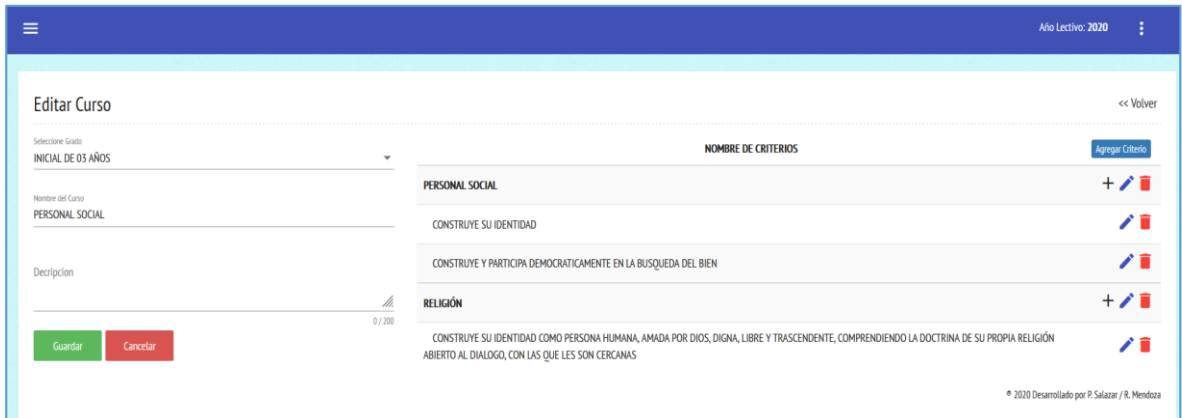 Año Lectivo: 2020
Editar Curso
<< Volver
Seleccione Grado
INICIAL DE 03 AÑOS
Nombre del Curso
PERSONAL SOCIAL
Decripcion
0 / 200
Guardar Cancelar
NOMBRE DE CRITERIOS
Agregar Criterio
PERSONAL SOCIAL
CONSTRUYE SU IDENTIDAD
CONSTRUYE Y PARTICIPA DEMOCRATICAMENTE EN LA BUSQUEDA DEL BIEN
RELIGIÓN
CONSTRUYE SU IDENTIDAD COMO PERSONA HUMANA, AMADA POR DIOS, DIGNA, LIBRE Y TRASCENDENTE, COMPRENDIENDO LA DOCTRINA DE SU PROPIA RELIGIÓN
ABIERTO AL DIALOGO, CON LAS QUE LES SON CERCANAS
® 2020 Desarrollado por P. Salazar / R. Mendoza